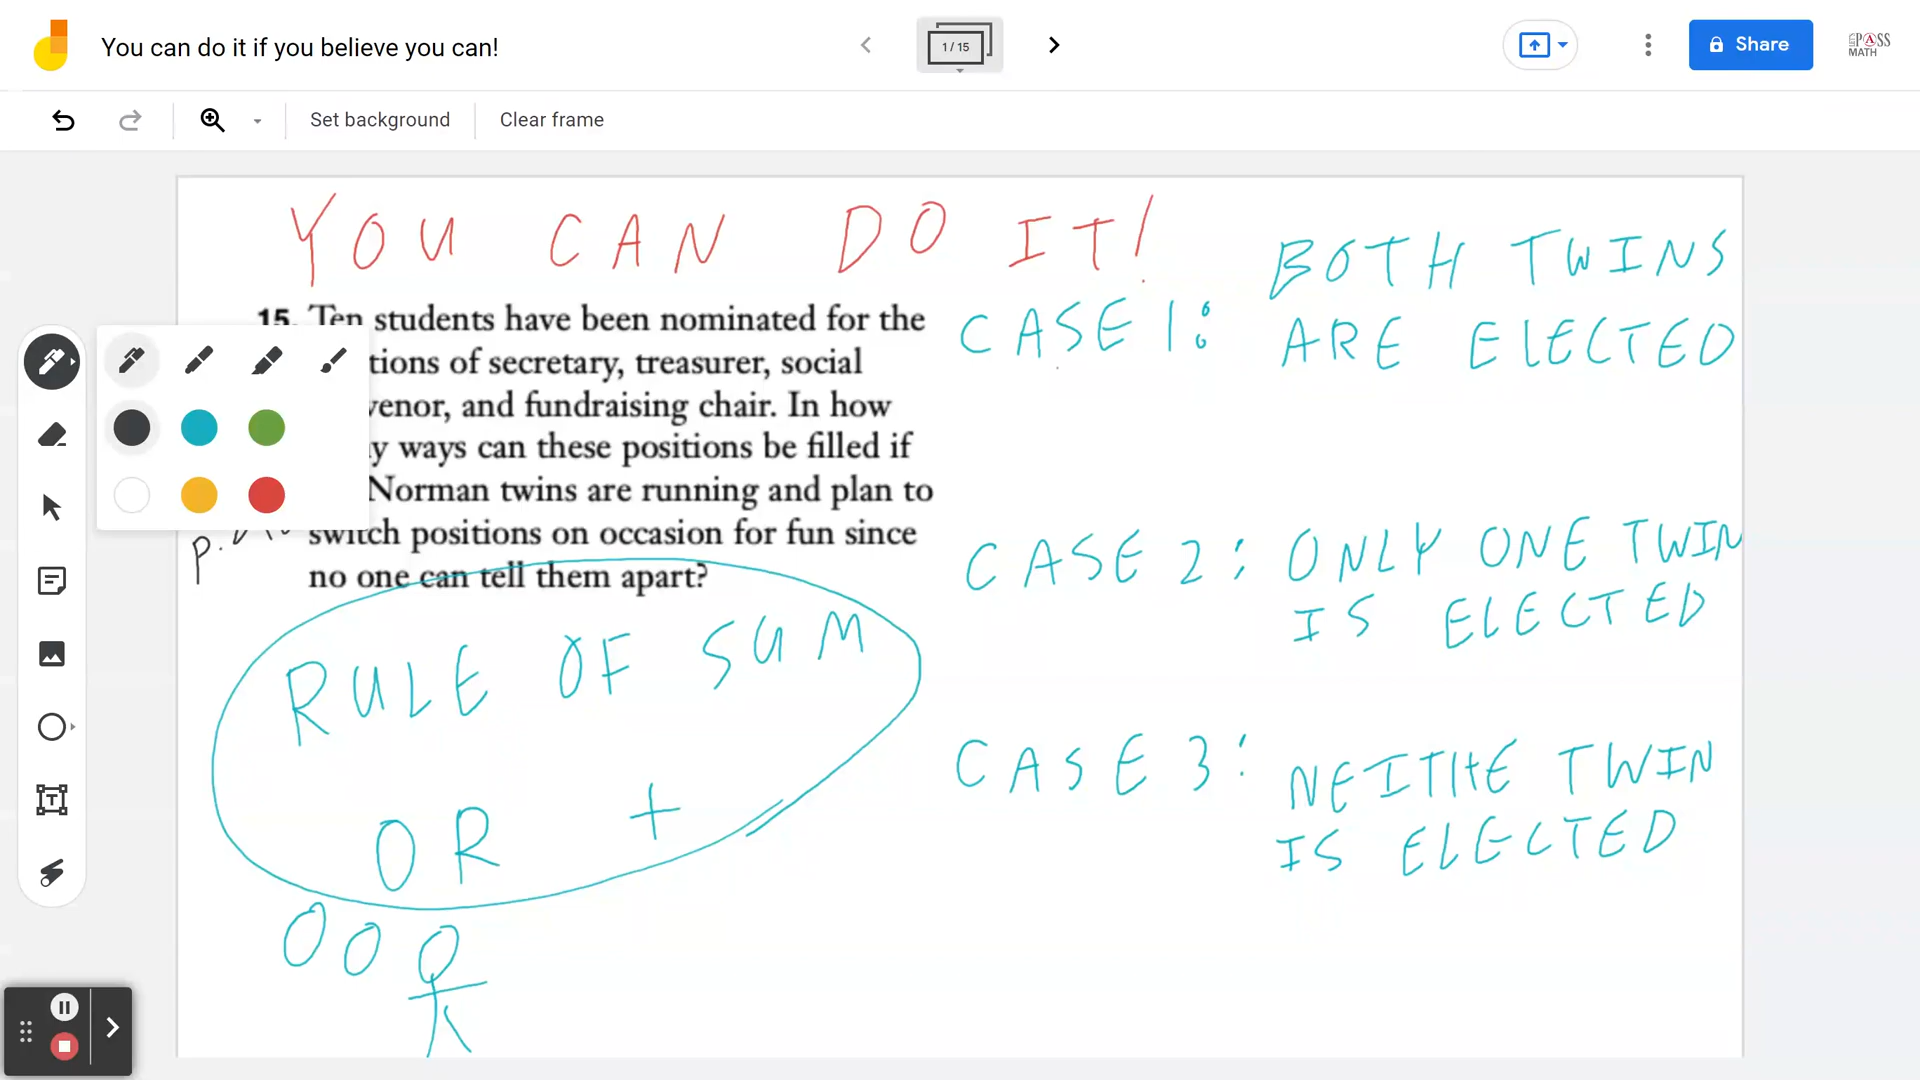 You can do it if you believe you can!
1 / 15
Share
PASS
MATH
Set background
Clear frame
YOU CAN DO IT!
15. Ten students have been nominated for the
tions of secretary, treasurer, social
venor, and fundraising chair. In how
y ways can these positions be filled if
Norman twins are running and plan to
switch positions on occasion for fun since
no one can tell them apart?
p.
RULE OF SUM
OR +
CASE 1: BOTH TWINS
ARE ELECTED
CASE 2: ONLY ONE TWIN
IS ELECTED
CASE 3: NEITHE TWIN
IS ELECTED